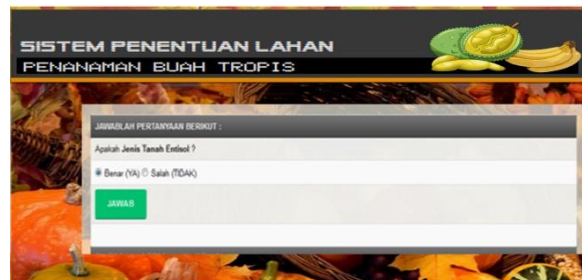 SISTEM PENENTUAN LAHAN
PENANAMAN BUAH TROPIS
JAWABLAH PERTANYAAN BERIKUT :
Apakah Jenis Tanah Entisol ?
Benar (YA) Salah (TIDAK)
JAWAB